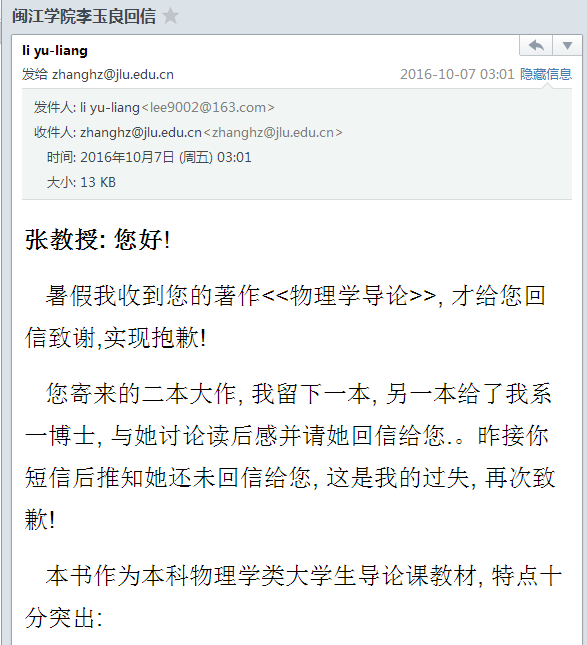 闽江学院李玉良回信
li yu-liang
发给 zhanghz@jlu.edu.cn
2016-10-07 03:01 隐藏信息
发件人: li yu-liang<lee9002@163.com>
收件人: zhanghz@jlu.edu.cn<zhanghz@jlu.edu.cn>
时间: 2016年10月7日 (周五) 03:01
大小: 13 KB
张教授: 您好!
暑假我收到您的著作<<物理学导论>>, 才给您回
信致谢,实现抱歉!
您寄来的二本大作, 我留下一本, 另一本给了我系
一博士, 与她讨论读后感并请她回信给您.。昨接你
短信后推知她还未回信给您, 这是我的过失, 再次致
歉!
本书作为本科物理学类大学生导论课教材, 特点十
分突出: